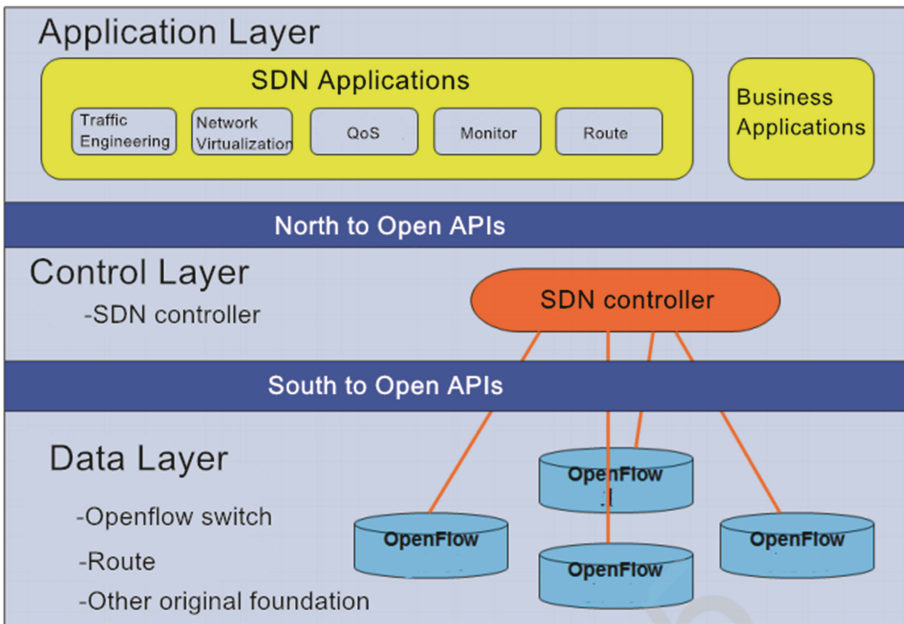 Application Layer
SDN Applications
Traffic
Engineering
Network
Virtualization
QoS
Monitor
Route
Business
Applications
North to Open APIs
Control Layer
-SDN controller
SDN controller
South to Open APIs
Data Layer
-Openflow switch
-Route
-Other original foundation
OpenFlow
OpenFlow
OpenFlow
OpenFlow